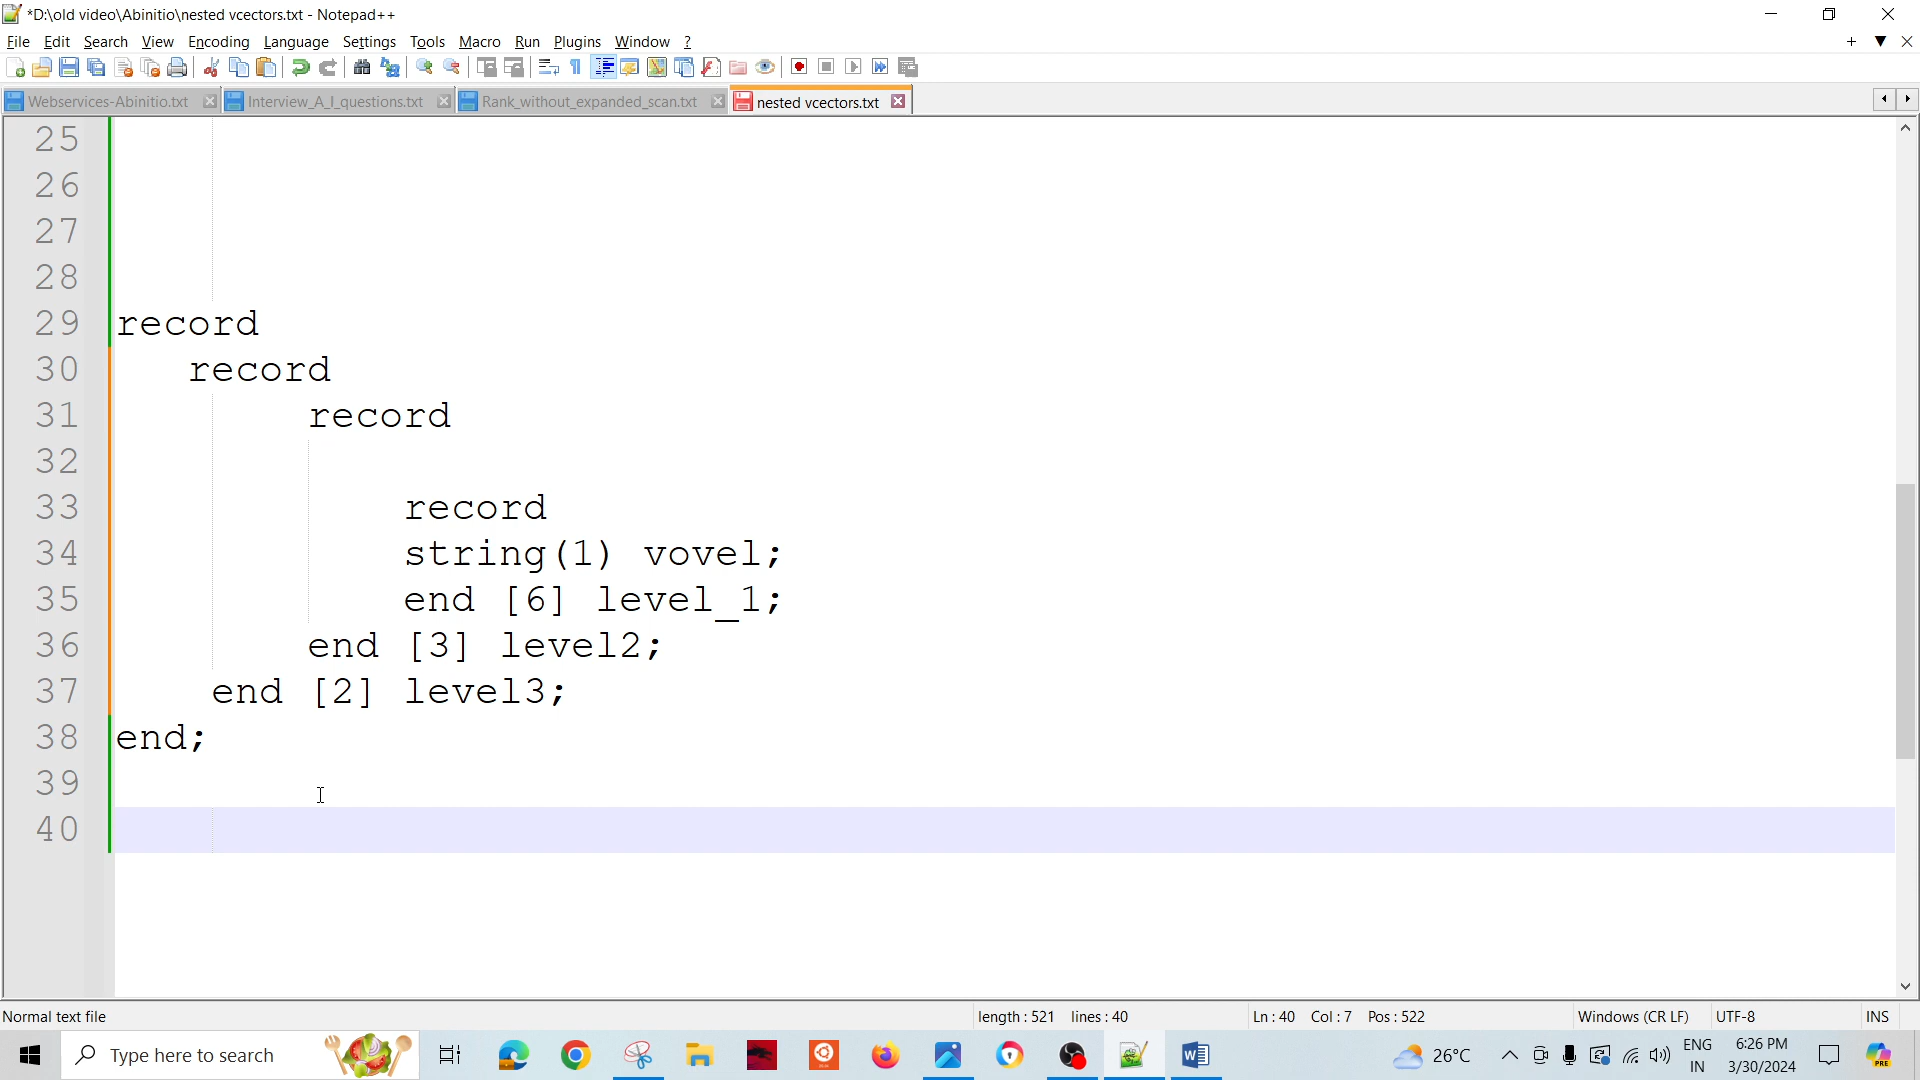 *D:\old video\Abinitio\nested vcectors.txt - Notepad++
File Edit Search View Encoding Language Settings Tools Macro Run Plugins Window ?
Webservices-Abinitio.txt Interview_A_I_questions.txt Rank_without_expanded_scan.txt nested vcectors.txt
25
26
27
28
29 record
30 record
31 record
32
33 record
34 string(1) vovel;
35 end [6] level_1;
36 end [3] level2;
37 end [2] level3;
38 end;
39
40
Normal text file length : 521 lines : 40 Ln : 40 Col : 7 Pos : 522 Windows (CR LF) UTF-8 INS
Type here to search 26°C ENG IN 6:26 PM 3/30/2024